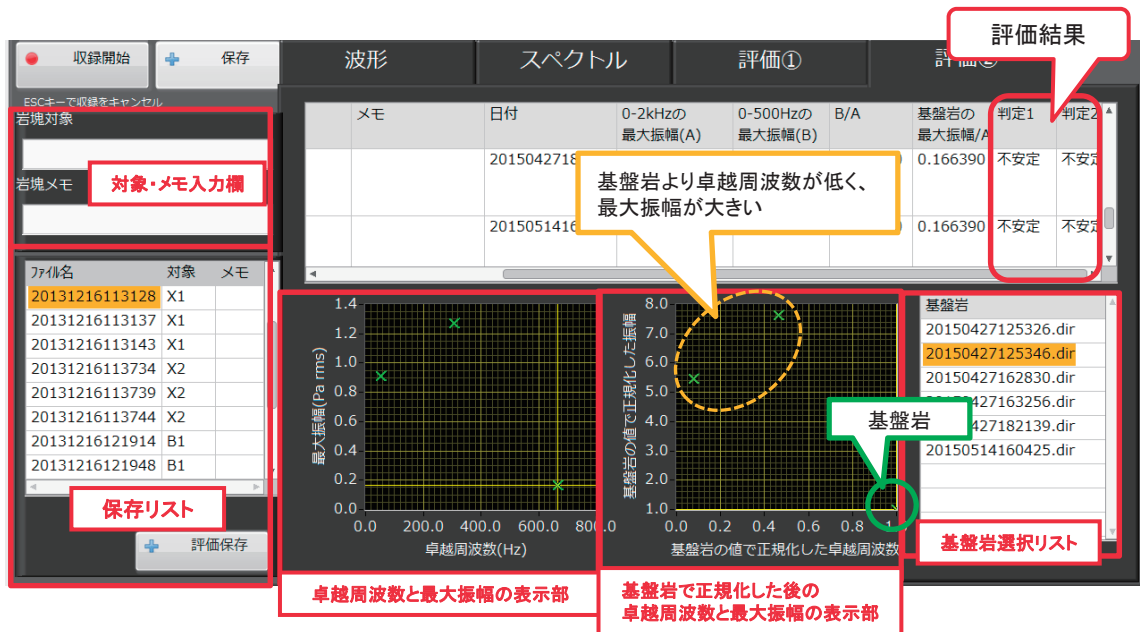 評価結果
収録開始
保存
波形
スペクトル
評価①
ESCキーで収録をキャンセル
岩塊対象
対象・メモ入力欄
岩塊メモ
メモ
日付
0-2kHzの
最大振幅(A)
0-500Hzの
最大振幅(B)
B/A
基盤岩の
最大振幅/A
判定1
判定2
2015042718
0.166390
不安定
不安定
2015051416
0.166390
不安定
不安定
基盤岩より卓越周波数が低く、
最大振幅が大きい
ファイル名
対象
メモ
20131216113128
X1
20131216113137
X1
20131216113143
X1
20131216113734
X2
20131216113739
X2
20131216113744
X2
20131216121914
B1
20131216121948
B1
保存リスト
評価保存
最大振幅(Pa rms)
1.4
1.2
1.0
0.8
0.6
0.4
0.2
0.0
0.0
200.0
400.0
600.0
卓越周波数(Hz)
卓越周波数と最大振幅の表示部
基盤岩の値で正規化した振幅
8.0
7.0
6.0
5.0
4.0
3.0
2.0
1.0
0.0
0.2
0.4
0.6
0.8
基盤岩の値で正規化した卓越周波数
基盤岩で正規化した後の
卓越周波数と最大振幅の表示部
基盤岩
基盤岩
20150427125326.dir
20150427125346.dir
20150427162830.dir
427163256.dir
427182139.dir
20150514160425.dir
基盤岩選択リスト